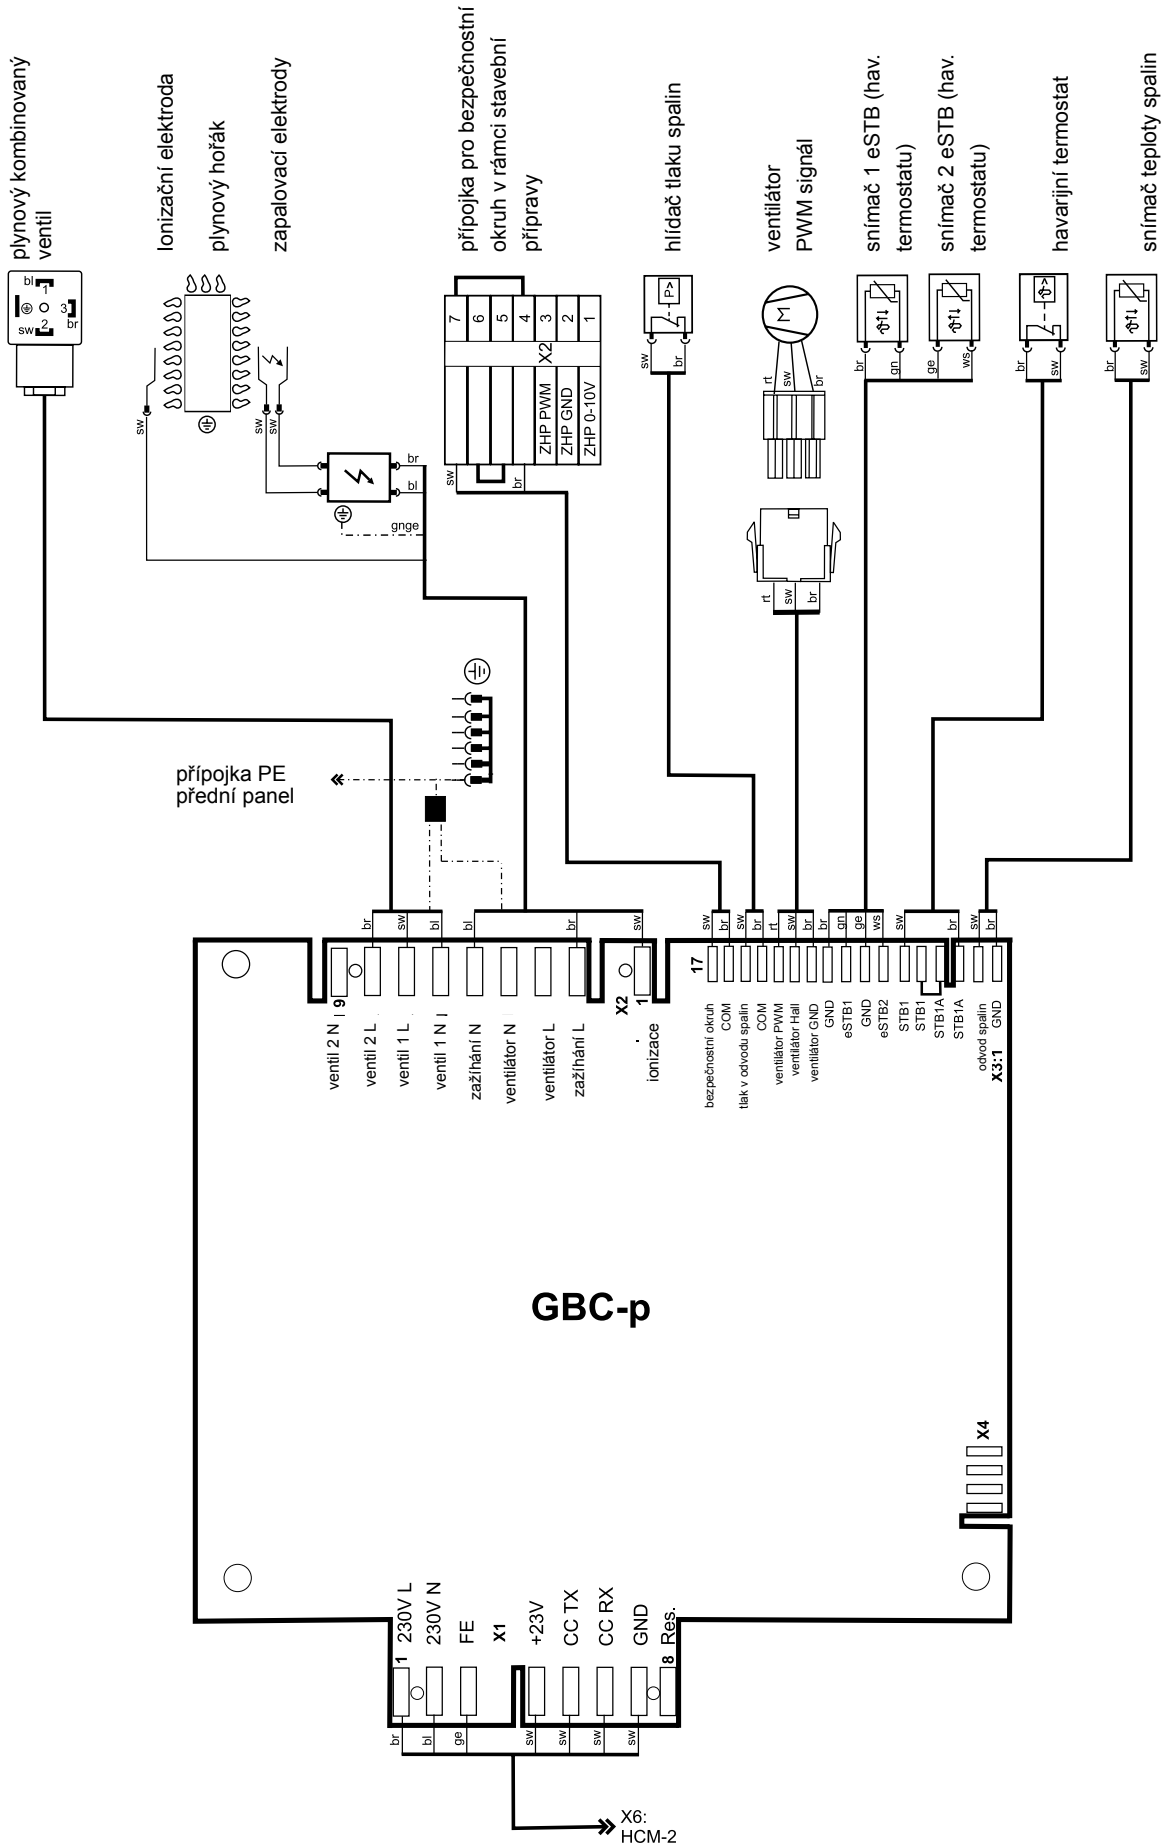 plynový kombinovaný
ventil
Ionizační elektroda
plynový hořák
zapalovací elektrody
přípojka pro bezpečnostní
okruh v rámci stavební
přípravy
hlídač tlaku spalin
ventilátor
PWM signál
snímač 1 eSTB (hav.
termostatu)
snímač 2 eSTB (hav.
termostatu)
havarijní termostat
snímač teploty spalin
bl
1
2
sw
3
br
sw
sw
sw
br
bl
gnge
7
6
5
4
3
2
1
X2
ZHP PWM
ZHP GND
ZHP 0-10V
sw
br
P>
sw
br
M
rt
sw
br
rt
sw
br
br
gn
ge
ws
br
sw
br
sw
přípojka PE
přední panel
br
sw
bl
bl
br
sw
sw
br
sw
br
rt
sw
br
br
gn
ge
ws
sw
br
sw
br
9
ventil 2 N
ventil 2 L
ventil 1 L
ventil 1 N
zažíhání N
ventilátor N
ventilátor L
zažíhání L
X2
1
ionizace
17
bezpečnostní okruh
COM
tlak v odvodu spalin
COM
ventilátor PWM
ventilátor Hall
ventilátor GND
GND
eSTB1
GND
eSTB2
STB1
STB1
STB1A
STB1A
odvod spalin
GND
X3:1
GBC-p
X4
1
230V L
230V N
FE
X1
+23V
CC TX
CC RX
GND
8
Res.
br
bl
ge
sw
sw
sw
sw
X6:
HCM-2